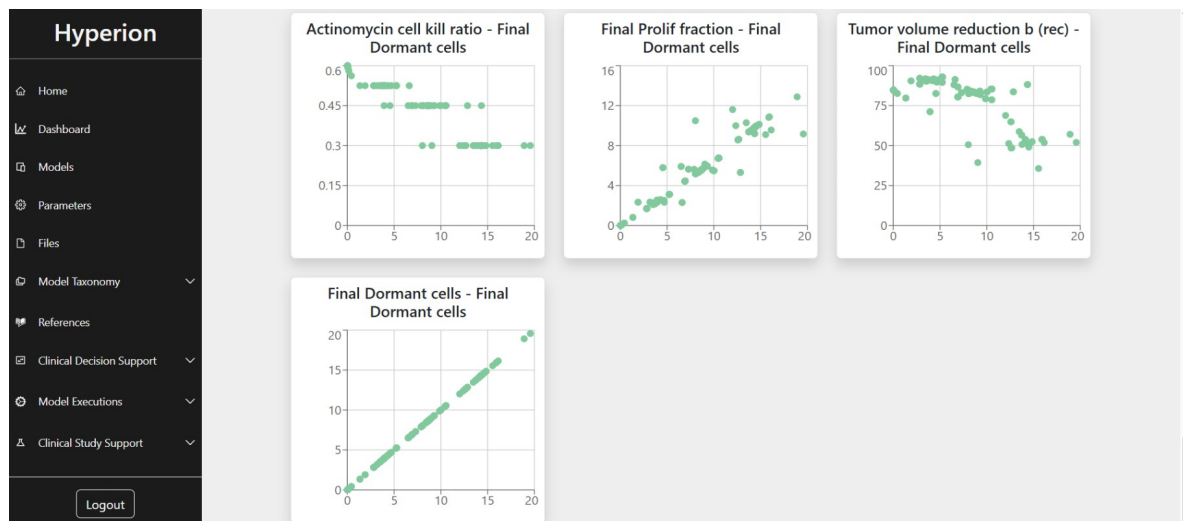 Hyperion
Home
Dashboard
Models
Parameters
Files
Model Taxonomy
References
Clinical Decision Support
Model Executions
Clinical Study Support
Logout
Actinomycin cell kill ratio - Final
Dormant cells
0.6
0.45
0.3
0.15
0
0 5 10 15 20
Final Prolif fraction - Final
Dormant cells
16
12
8
4
0
0 5 10 15 20
Tumor volume reduction b (rec) -
Final Dormant cells
100
75
50
25
0
0 5 10 15 20
Final Dormant cells - Final
Dormant cells
20
15
10
5
0
0 5 10 15 20